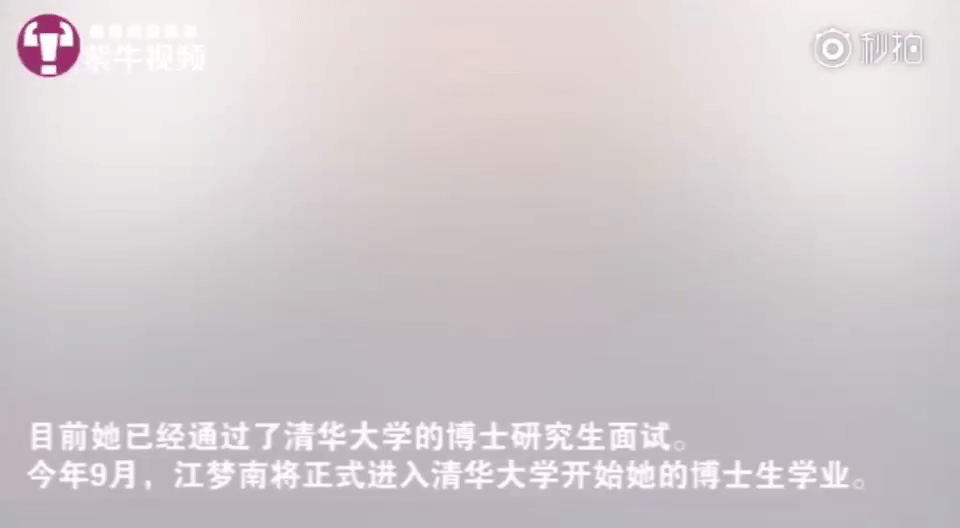 紫牛视频
秒拍
目前她已经通过了清华大学的博士研究生面试。
今年9月，江梦南将正式进入清华大学开始她的博士生学业。